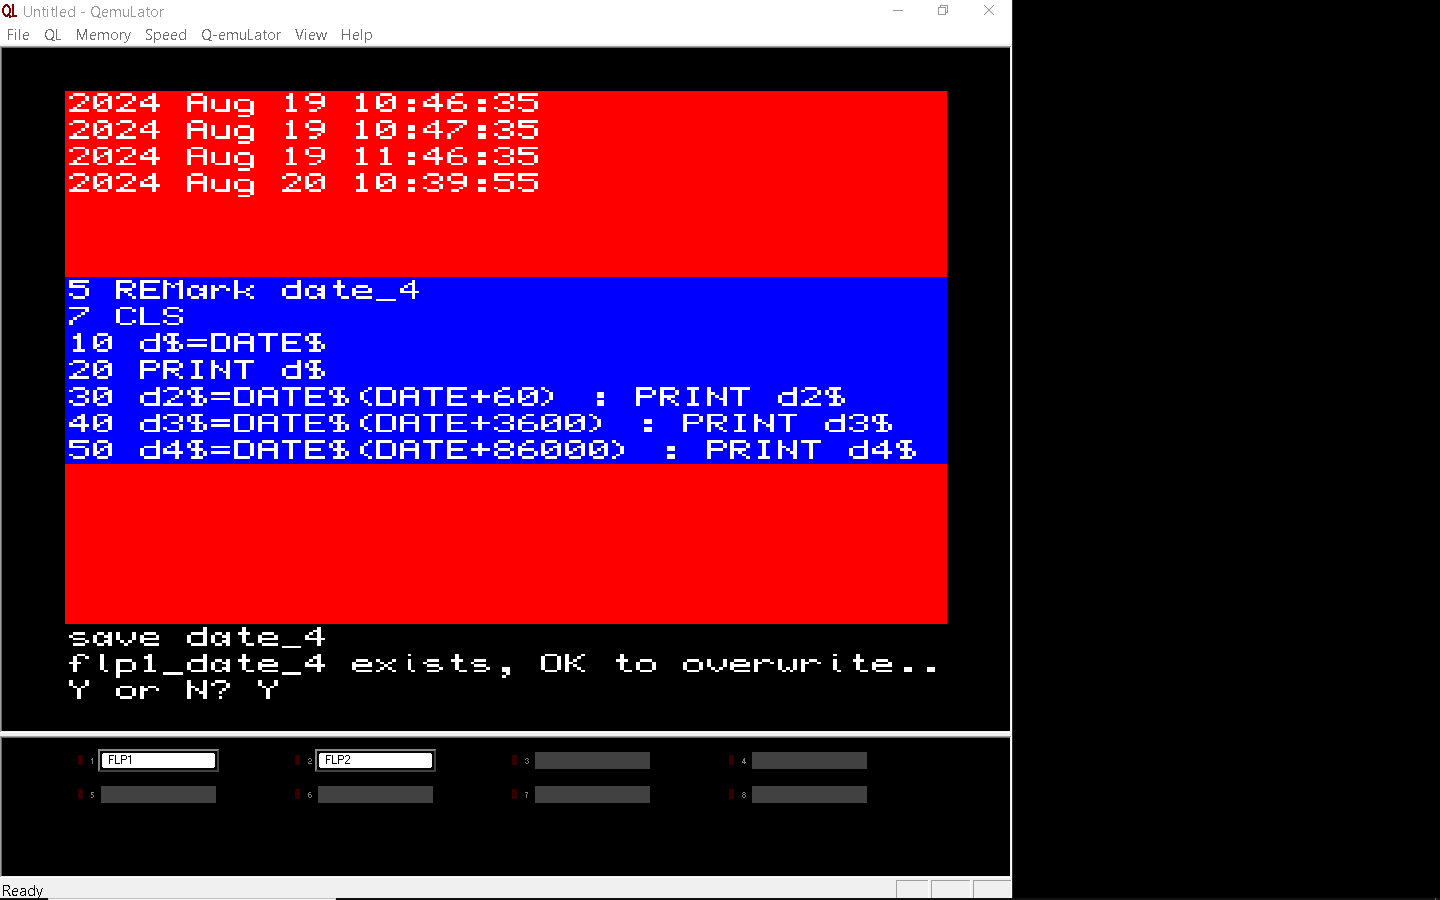 QL Untitled - QemuLator
File QL Memory Speed Q-emuLator View Help
2024 Aug 19 10:46:35
2024 Aug 19 10:47:35
2024 Aug 19 11:46:35
2024 Aug 20 10:39:55
5 REMark date_4
7 CLS
10 d$=DATE$
20 PRINT d$
30 d2$=DATE$(DATE+60) : PRINT d2$
40 d3$=DATE$(DATE+3600) : PRINT d3$
50 d4$=DATE$(DATE+86000) : PRINT d4$
save date_4
flp1_date_4 exists, OK to overwrite..
Y or N? Y
1 FLP1 2 FLP2 3 4
5 6 7 8
Ready